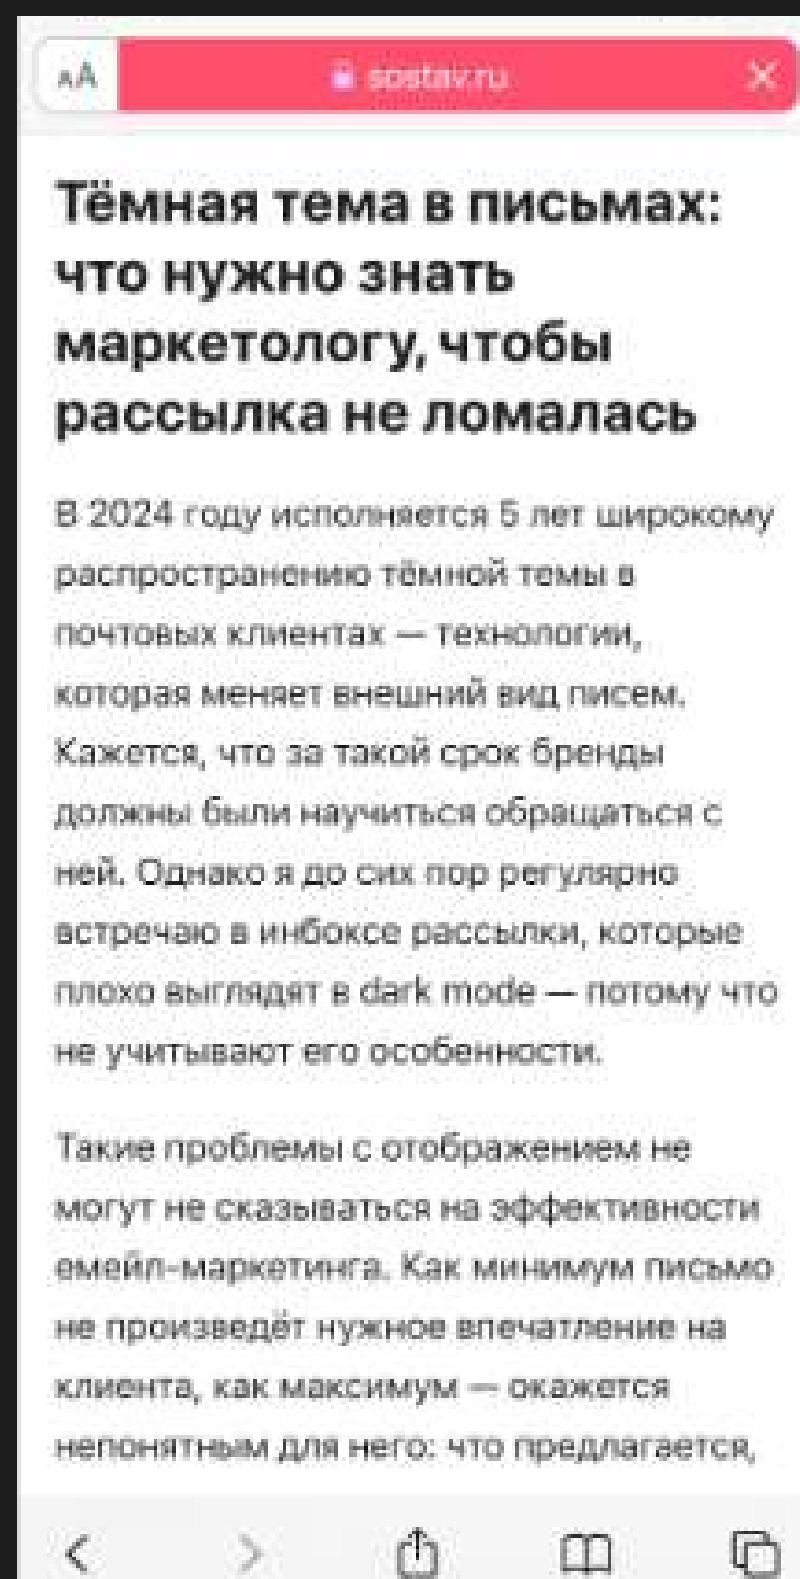 AA sostav.ru
Тёмная тема в письмах:
что нужно знать
маркетологу, чтобы
рассылка не ломалась
В 2024 году исполняется 5 лет широкому
распространению тёмной темы в
почтовых клиентах — технологии,
которая меняет внешний вид писем.
Кажется, что за такой срок бренды
должны были научиться обращаться с
ней. Однако я до сих пор регулярно
встречаю в инбоксе рассылки, которые
плохо выглядят в dark mode — потому что
не учитывают его особенности.
Такие проблемы с отображением не
могут не сказываться на эффективности
емейл-маркетинга. Как минимум письмо
не произведёт нужное впечатление на
клиента, как максимум — окажется
непонятным для него: что предлагается,